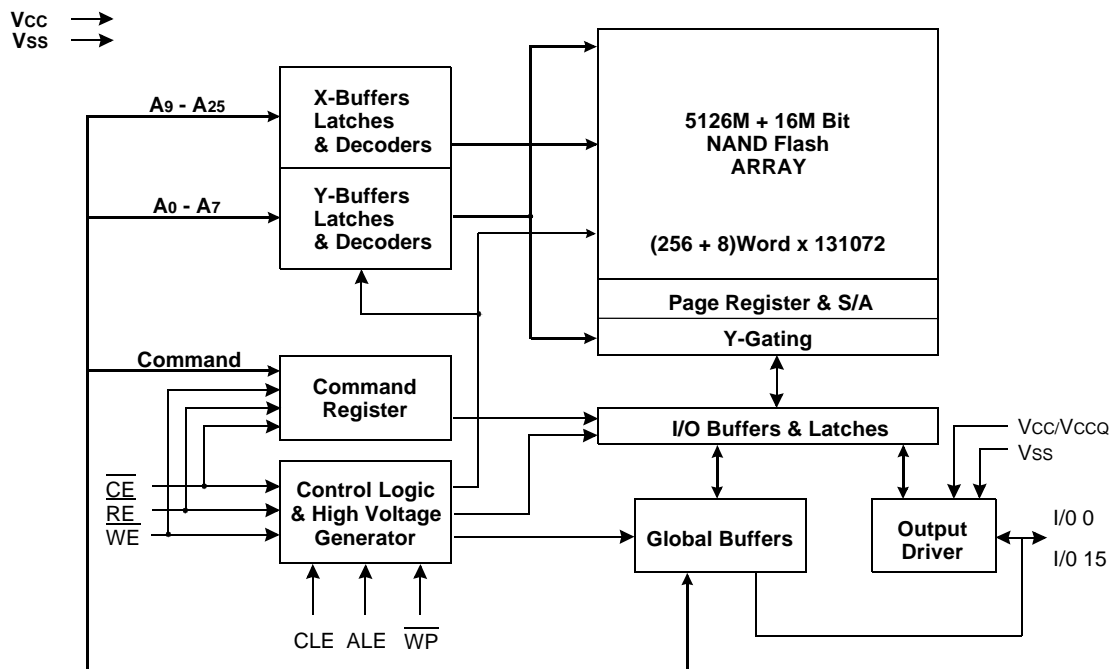 VCC
VSS
A9 - A25
X-Buffers
Latches
& Decoders
A0 - A7
Y-Buffers
Latches
& Decoders
5126M + 16M Bit
NAND Flash
ARRAY
(256 + 8)Word x 131072
Page Register & S/A
Y-Gating
Command
Command
Register
I/O Buffers & Latches
VCC/VCCQ
VSS
CE
RE
WE
Control Logic
& High Voltage
Generator
Global Buffers
Output
Driver
I/0 0
I/0 15
CLE
ALE
WP